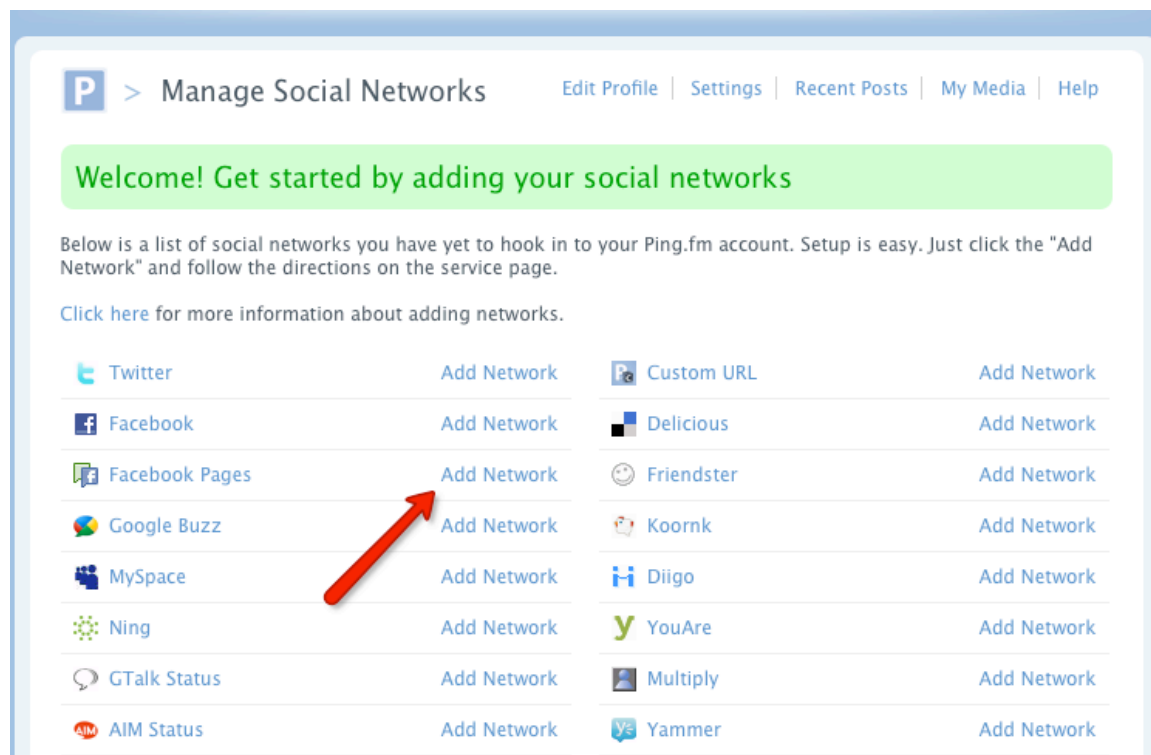 P > Manage Social Networks
Edit Profile | Settings | Recent Posts | My Media | Help
Welcome! Get started by adding your social networks
Below is a list of social networks you have yet to hook in to your Ping.fm account. Setup is easy. Just click the "Add
Network" and follow the directions on the service page.
Click here for more information about adding networks.
Twitter Add Network
Facebook Add Network
Facebook Pages Add Network
Google Buzz Add Network
MySpace Add Network
Ning Add Network
GTalk Status Add Network
AIM AIM Status Add Network
Custom URL Add Network
Delicious Add Network
Friendster Add Network
Koornk Add Network
Diigo Add Network
YouAre Add Network
Multiply Add Network
Yammer Add Network